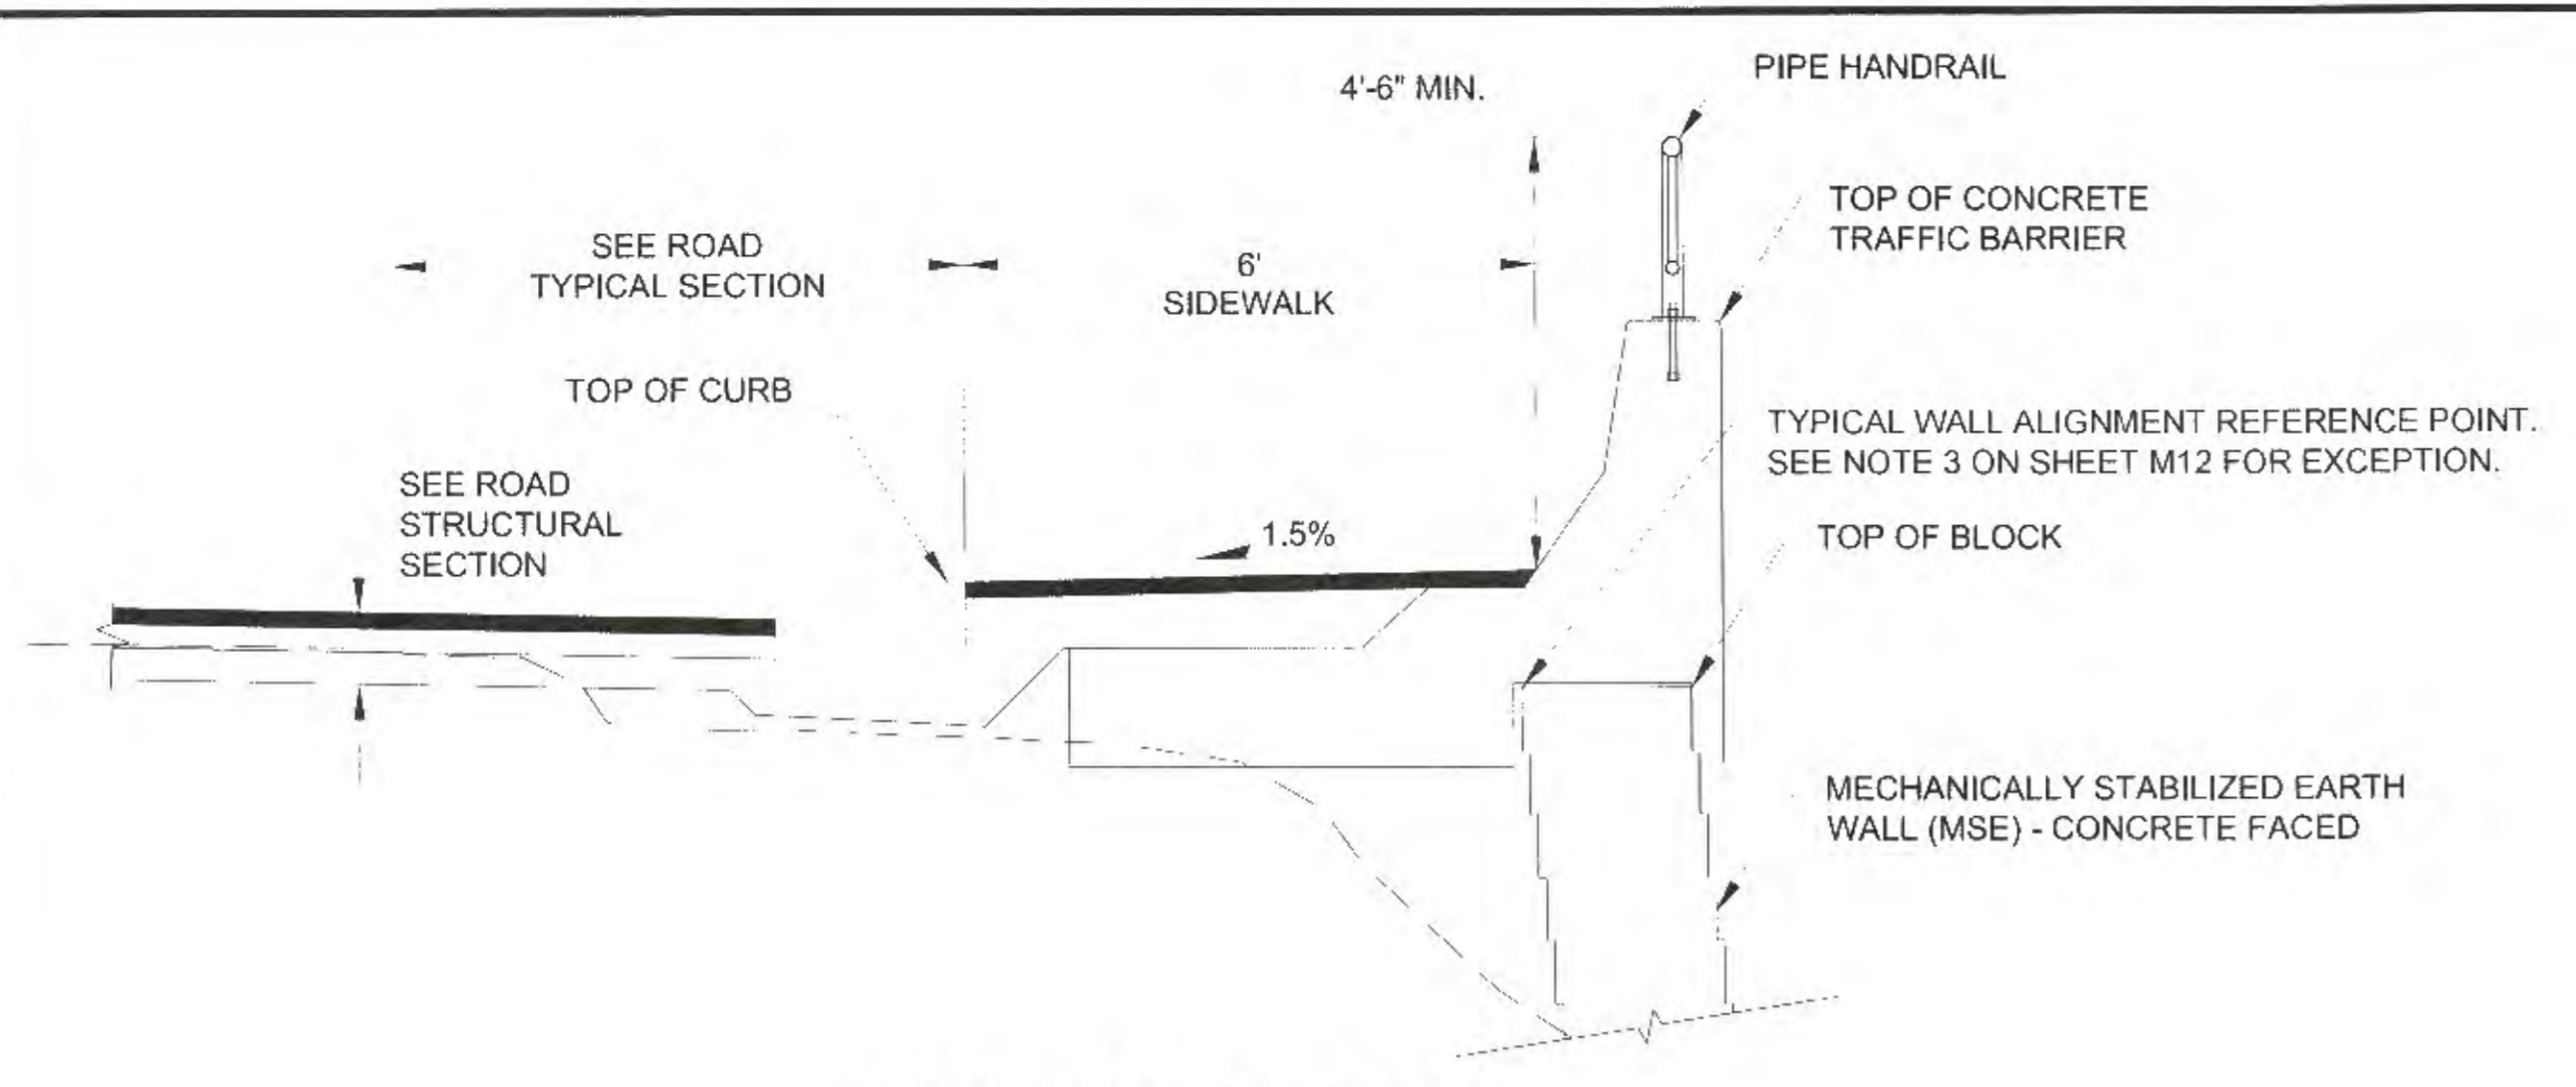 4'-6" MIN.
PIPE HANDRAIL
TOP OF CONCRETE
TRAFFIC BARRIER
SEE ROAD
TYPICAL SECTION
6'
SIDEWALK
TOP OF CURB
TYPICAL WALL ALIGNMENT REFERENCE POINT.
SEE NOTE 3 ON SHEET M12 FOR EXCEPTION.
SEE ROAD
STRUCTURAL
SECTION
1.5%
TOP OF BLOCK
MECHANICALLY STABILIZED EARTH
WALL (MSE) - CONCRETE FACED